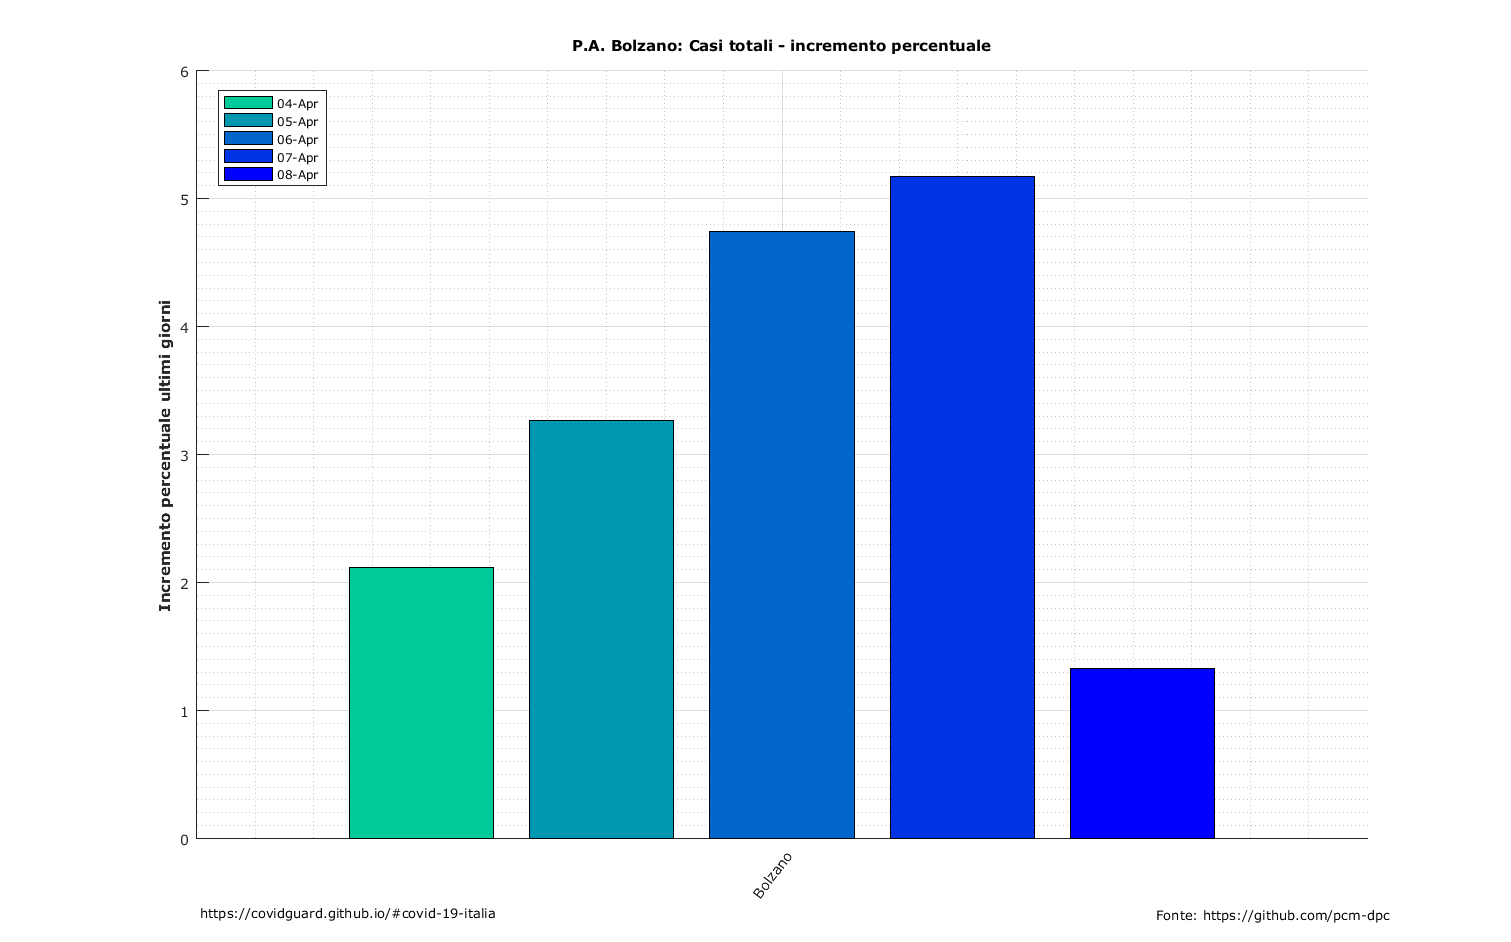 P.A. Bolzano: Casi totali - incremento percentuale
6
04-Apr
05-Apr
06-Apr
07-Apr
08-Apr
5
4
3
2
1
0
Incremento percentuale ultimi giorni
Bolzano
https://covidguard.github.io/#covid-19-italia
Fonte: https://github.com/pcm-dpc